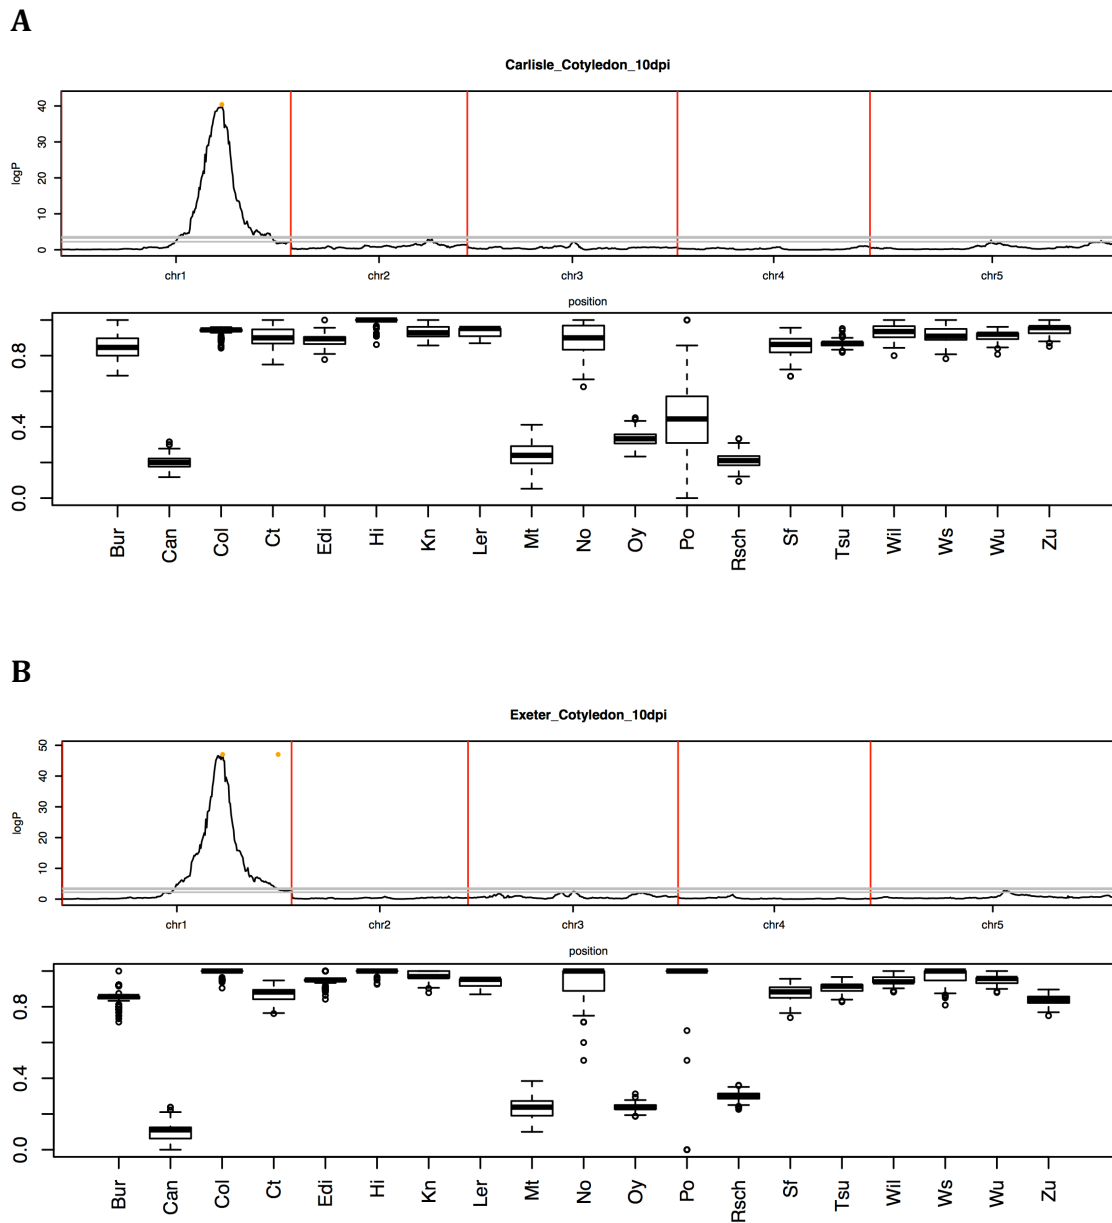 A
Carlisle_Cotyledon_10dpi
40
30
20
10
0
logP
chr1 chr2 chr3 chr4 chr5
position
0.8
0.4
0.0
Bur Can Col Ct Edi Hi Kn Ler Mt No Oy Po Rsch Sf Tsu Wil Ws Wu Zu
B
Exeter_Cotyledon_10dpi
50
40
30
20
10
0
logP
chr1 chr2 chr3 chr4 chr5
position
0.8
0.4
0.0
Bur Can Col Ct Edi Hi Kn Ler Mt No Oy Po Rsch Sf Tsu Wil Ws Wu Zu